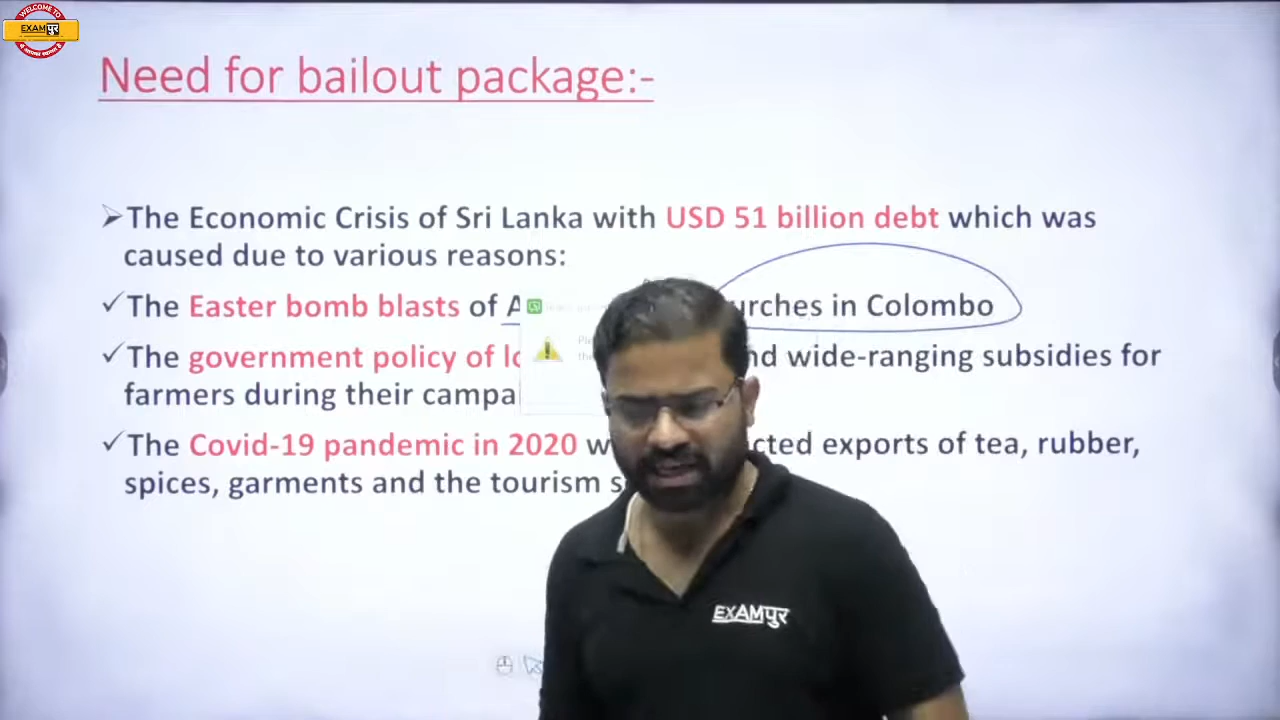 WELCOME TO
EXAMपुर
Need for bailout package:-
The Economic Crisis of Sri Lanka with USD 51 billion debt which was
caused due to various reasons:
The Easter bomb blasts of A urches in Colombo
The government policy of lo nd wide-ranging subsidies for
farmers during their campa
The Covid-19 pandemic in 2020 w cted exports of tea, rubber,
spices, garments and the tourism s
EXAMपुर